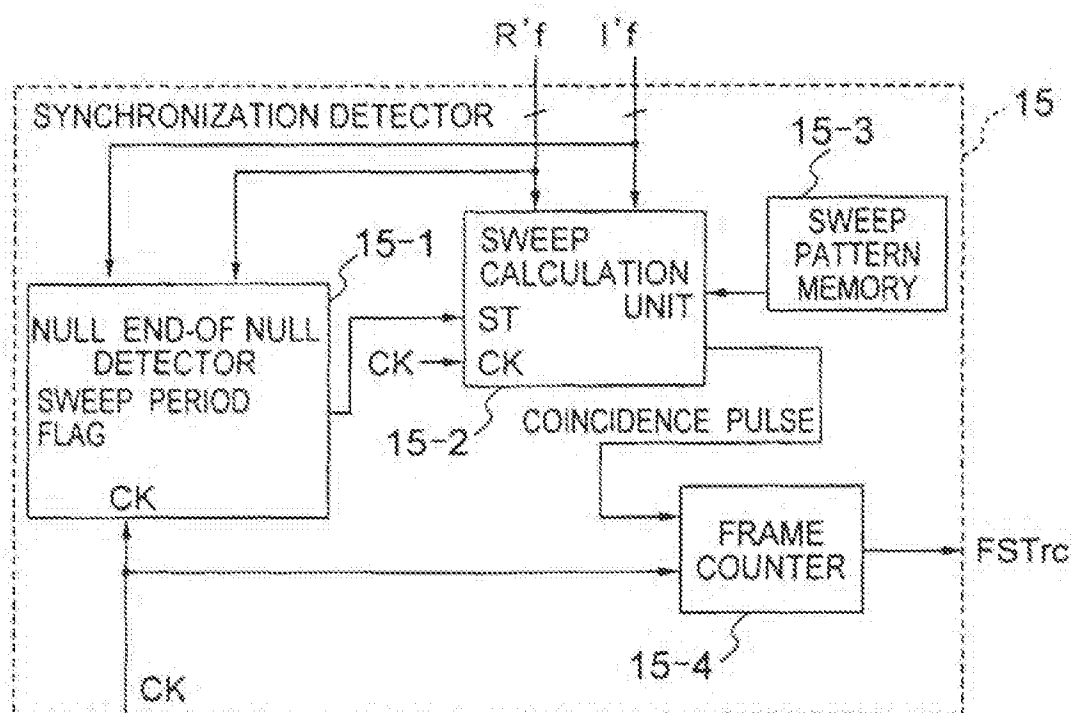 R'f I'f
SYNCHRONIZATION DETECTOR
15
15-3
SWEEP
PATTERN
MEMORY
SWEEP
CALCULATION
UNIT
ST
CK
CK
15-2
15-1
NULL END-OF NULL
DETECTOR
SWEEP PERIOD
FLAG
CK
COINCIDENCE PULSE
FRAME
COUNTER
FSTrc
15-4
CK